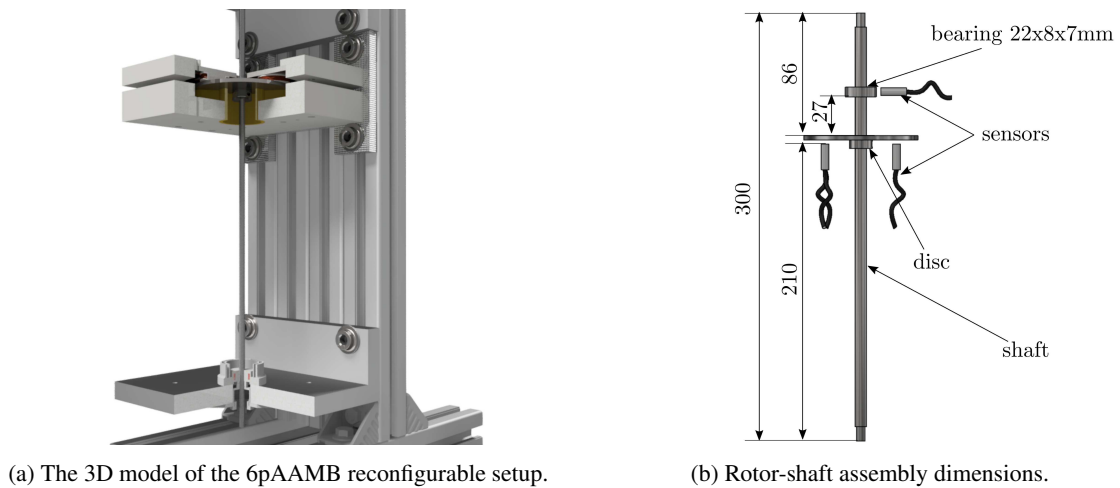 bearing 22x8x7mm
86
27
sensors
300
disc
210
shaft
(a) The 3D model of the 6pAAMB reconfigurable setup.
(b) Rotor-shaft assembly dimensions.